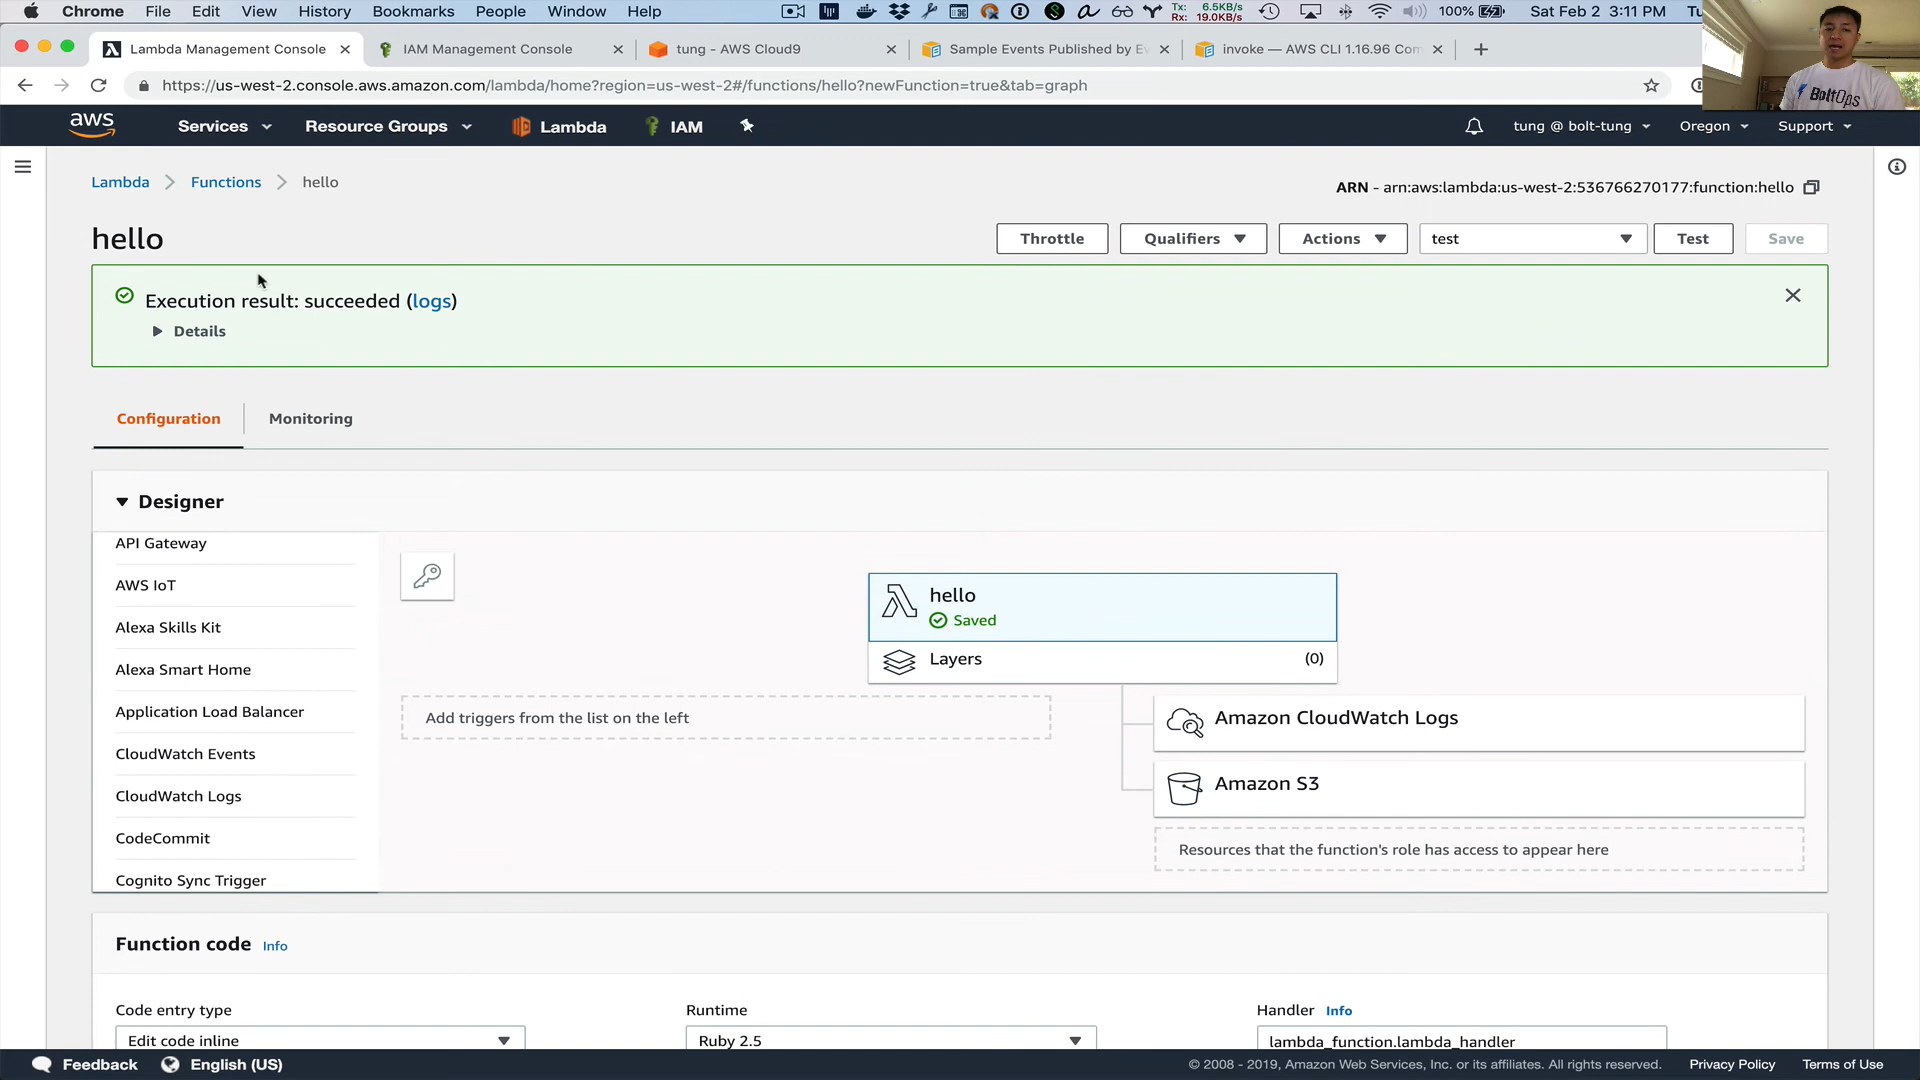 Chrome File Edit View History Bookmarks People Window Help Tx: 6.5KB/s Rx: 19.0KB/s 100% Sat Feb 2 3:11 PM Tu
Lambda Management Console IAM Management Console tung - AWS Cloud9 Sample Events Published by Ev invoke — AWS CLI 1.16.96 Com
https://us-west-2.console.aws.amazon.com/lambda/home?region=us-west-2#/functions/hello?newFunction=true&tab=graph
BoltOps
aws Services Resource Groups Lambda IAM tung @ bolt-tung Oregon Support
Lambda Functions hello
ARN - arn:aws:lambda:us-west-2:536766270177:function:hello
hello
Throttle Qualifiers Actions test Test Save
Execution result: succeeded (logs)
Details
Configuration Monitoring
Designer
API Gateway
AWS IoT
Alexa Skills Kit
Alexa Smart Home
Application Load Balancer
CloudWatch Events
CloudWatch Logs
CodeCommit
Cognito Sync Trigger
hello
Saved
Layers (0)
Add triggers from the list on the left
Amazon CloudWatch Logs
Amazon S3
Resources that the function's role has access to appear here
Function code Info
Code entry type
Edit code inline
Runtime
Ruby 2.5
Handler Info
lambda_function.lambda_handler
Feedback English (US) © 2008 - 2019, Amazon Web Services, Inc. or its affiliates. All rights reserved. Privacy Policy Terms of Use